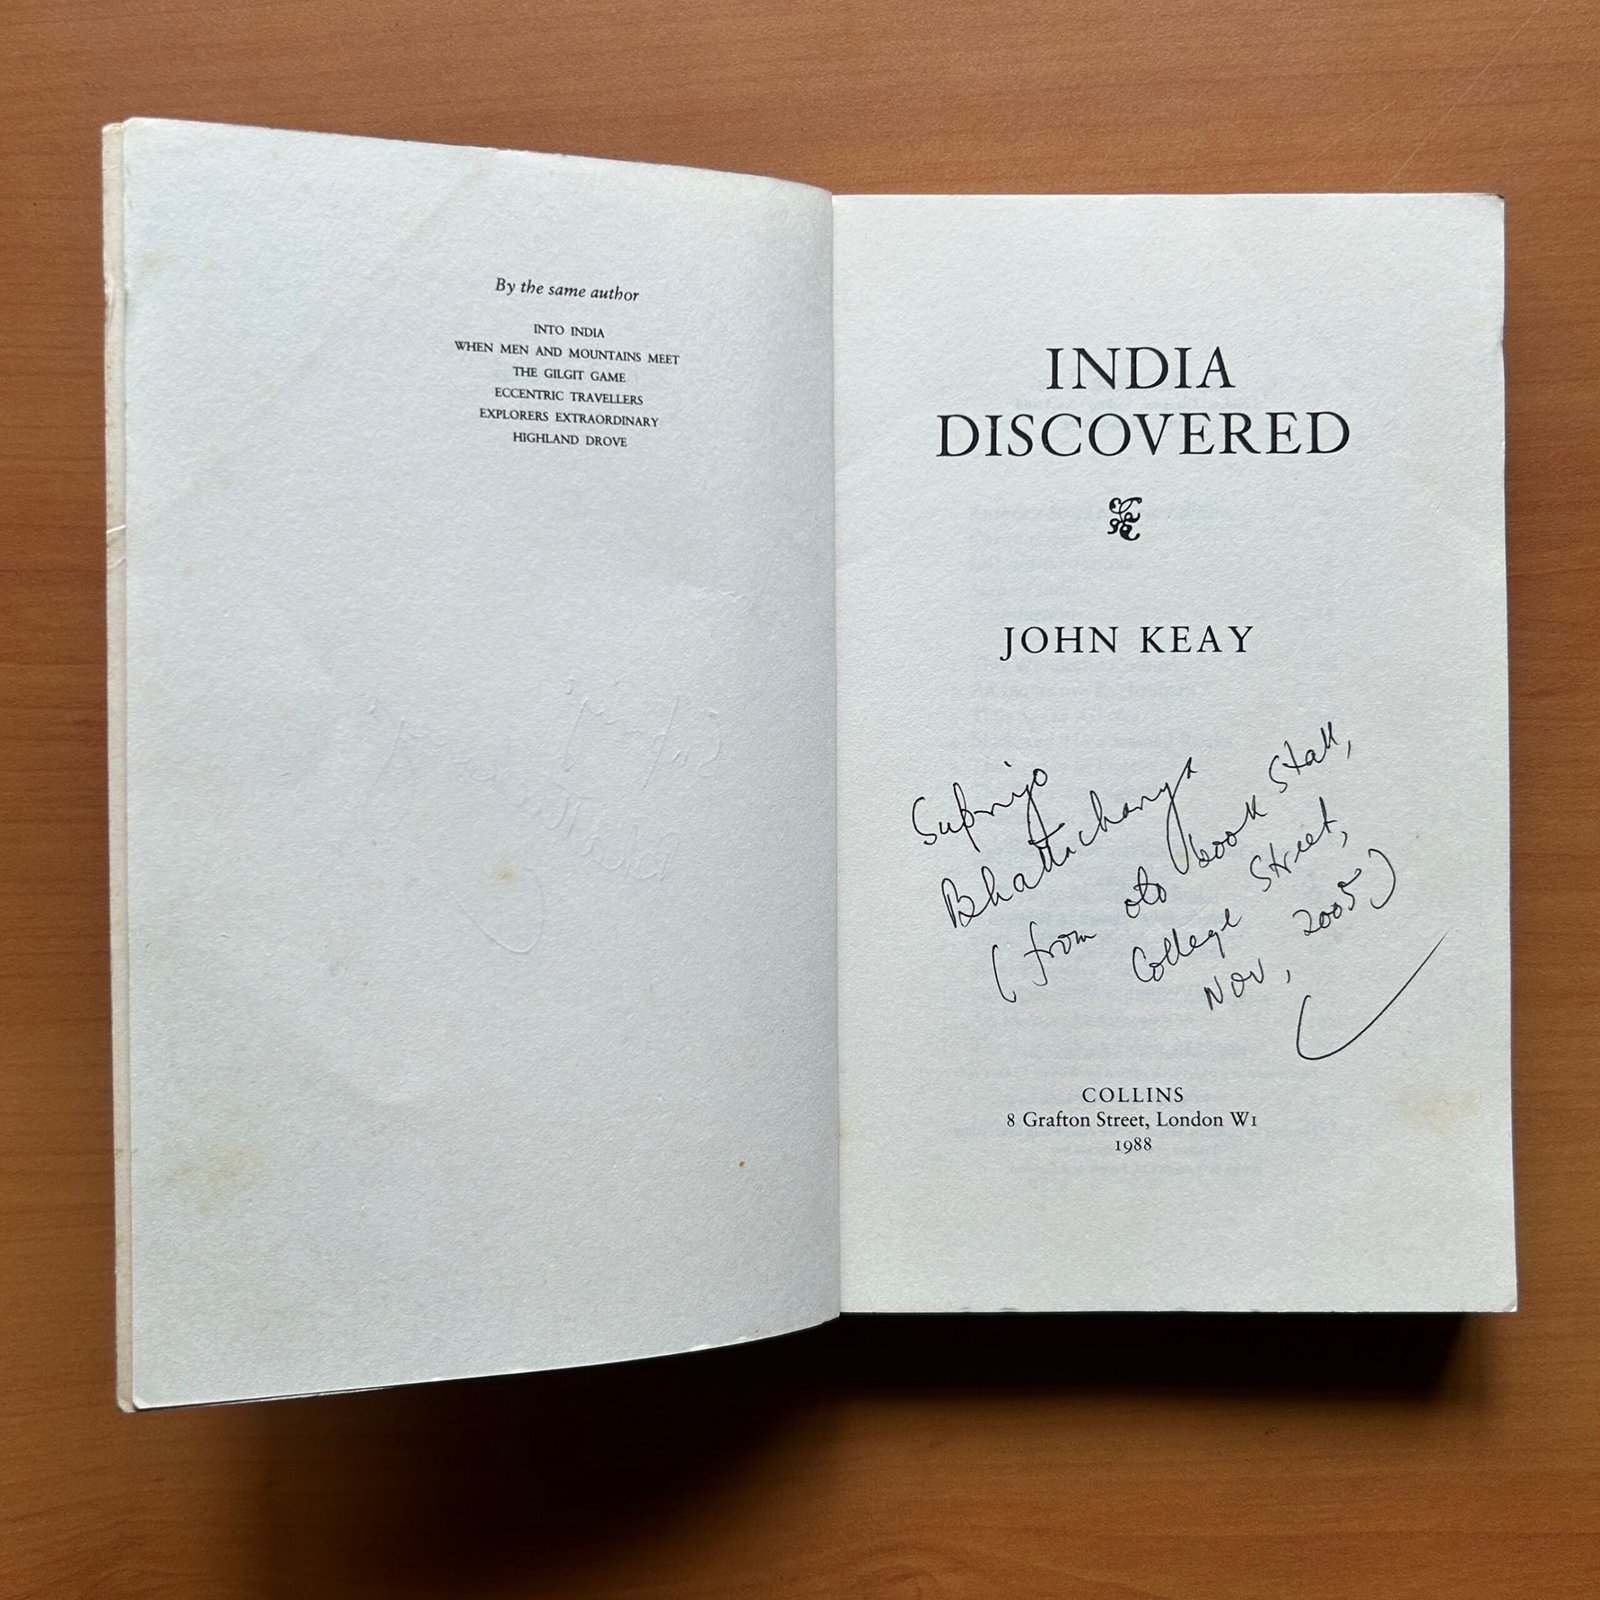 By the same author
INTO INDIA
WHEN MEN AND MOUNTAINS MEET
THE GILGIT GAME
ECCENTRIC TRAVELLERS
EXPLORERS EXTRAORDINARY
HIGHLAND DROVE
INDIA
DISCOVERED
JOHN KEAY
Supriyo
Bhattacharya
(from old book stall,
College Street,
Nov, 2005)
COLLINS
8 Grafton Street, London W1
1988